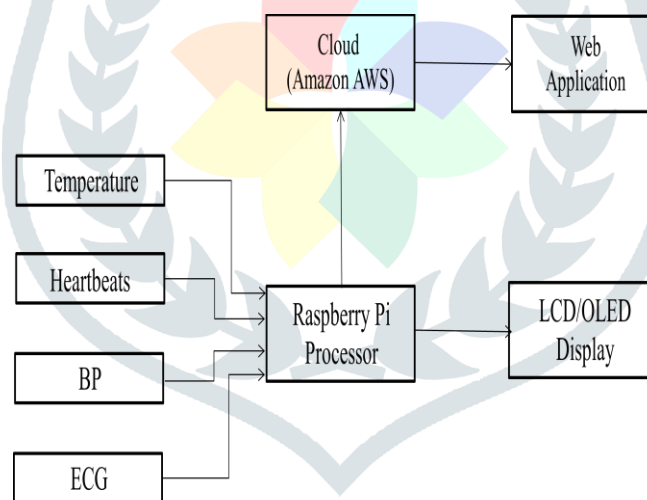 Cloud
(Amazon AWS)
Web
Application
Temperature
Heartbeats
BP
ECG
Raspberry Pi
Processor
LCD/OLED
Display